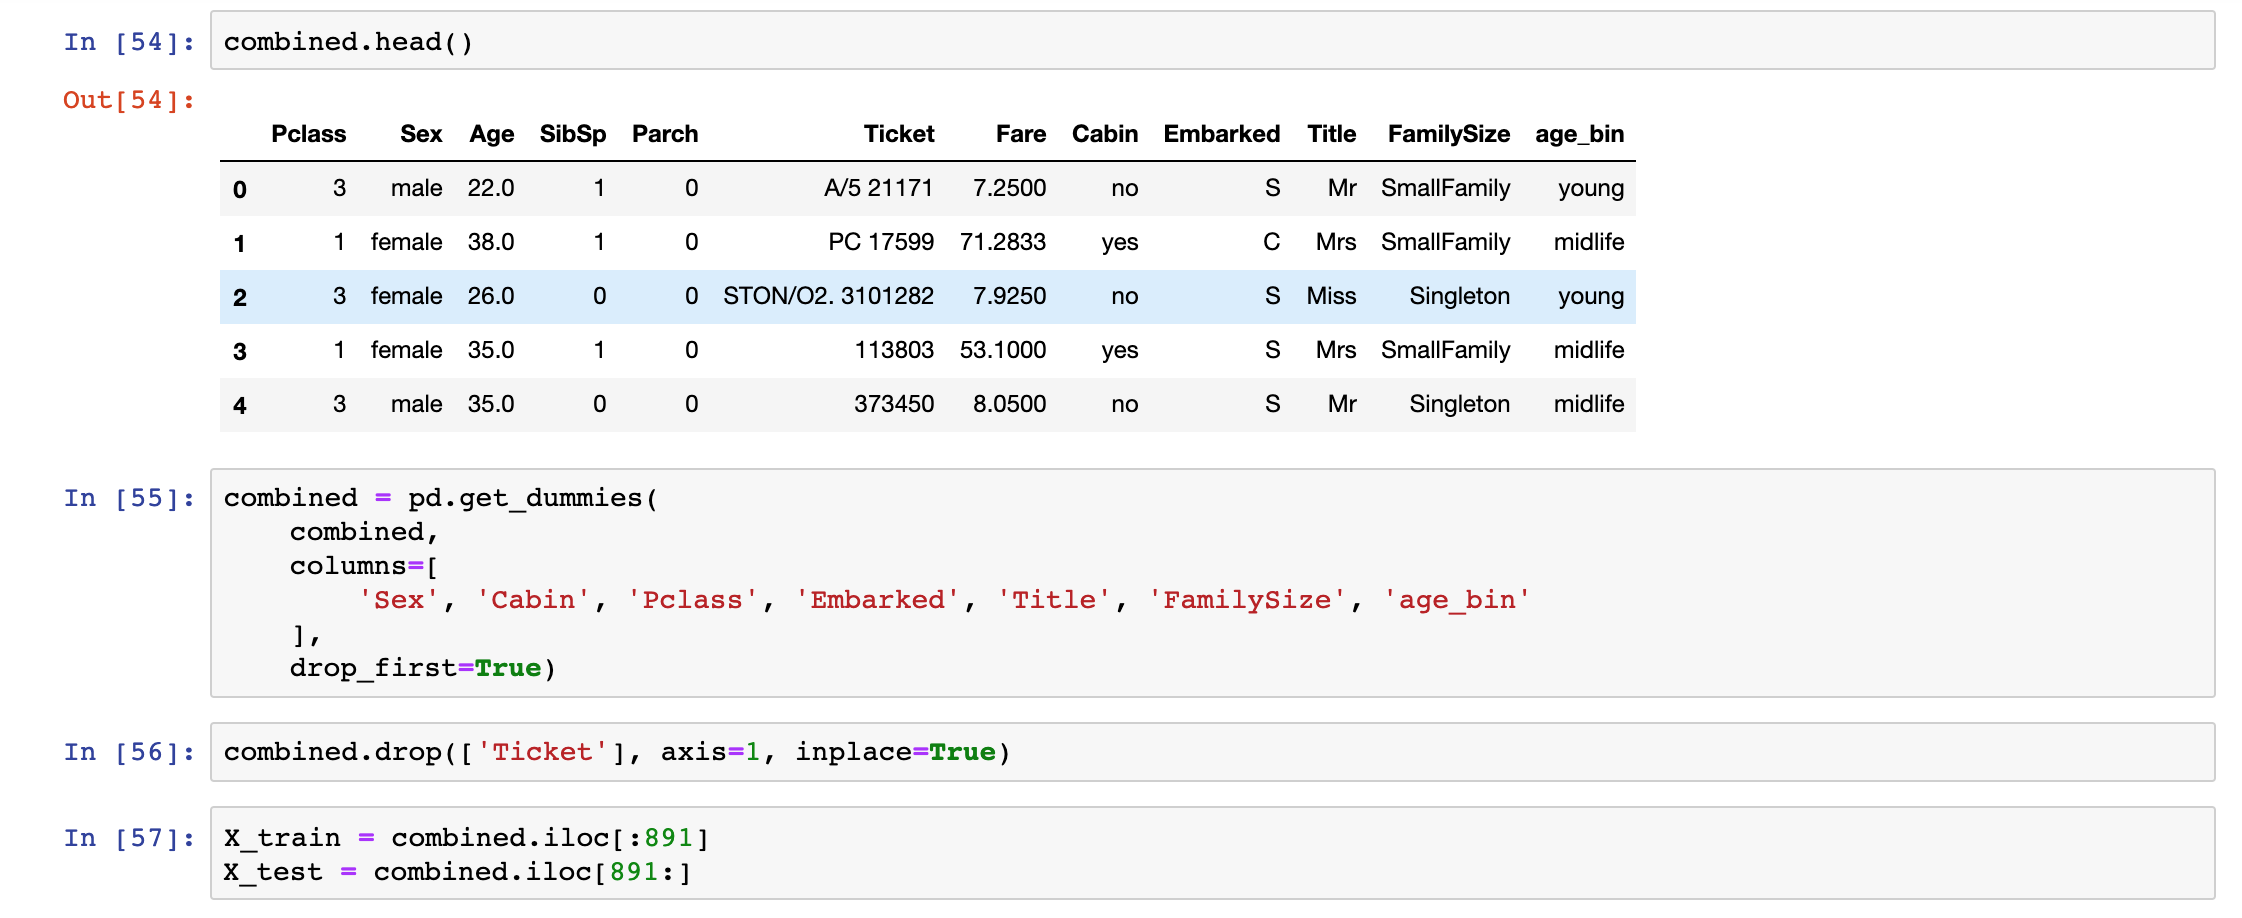 In [54]: combined.head()
Out[54]:
Pclass Sex Age SibSp Parch Ticket Fare Cabin Embarked Title FamilySize age_bin
0 3 male 22.0 1 0 A/5 21171 7.2500 no S Mr SmallFamily young
1 1 female 38.0 1 0 PC 17599 71.2833 yes C Mrs SmallFamily midlife
2 3 female 26.0 0 0 STON/O2. 3101282 7.9250 no S Miss Singleton young
3 1 female 35.0 1 0 113803 53.1000 yes S Mrs SmallFamily midlife
4 3 male 35.0 0 0 373450 8.0500 no S Mr Singleton midlife
In [55]: combined = pd.get_dummies(
    combined,
    columns=[
        'Sex', 'Cabin', 'Pclass', 'Embarked', 'Title', 'FamilySize', 'age_bin'
    ],
    drop_first=True)
In [56]: combined.drop(['Ticket'], axis=1, inplace=True)
In [57]: X_train = combined.iloc[:891]
X_test = combined.iloc[891:]